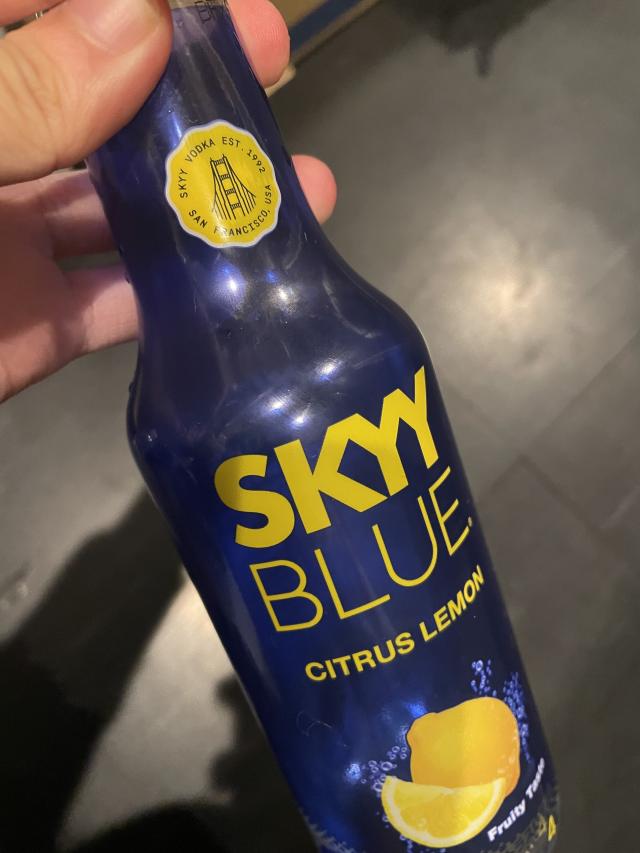 SKYY VODKA EST. 1992
SAN FRANCISCO, USA
SKYY
BLUE.
CITRUS LEMON
Fruity Taste